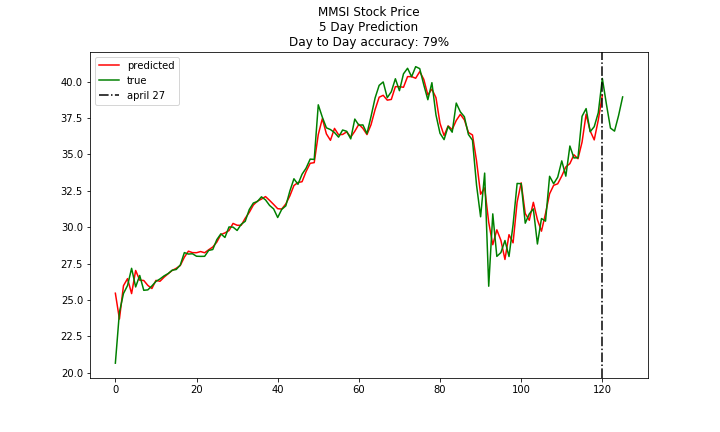 MMSI Stock Price
5 Day Prediction
Day to Day accuracy: 79%
predicted
true
april 27
40.0
37.5
35.0
32.5
30.0
27.5
25.0
22.5
20.0
0 20 40 60 80 100 120